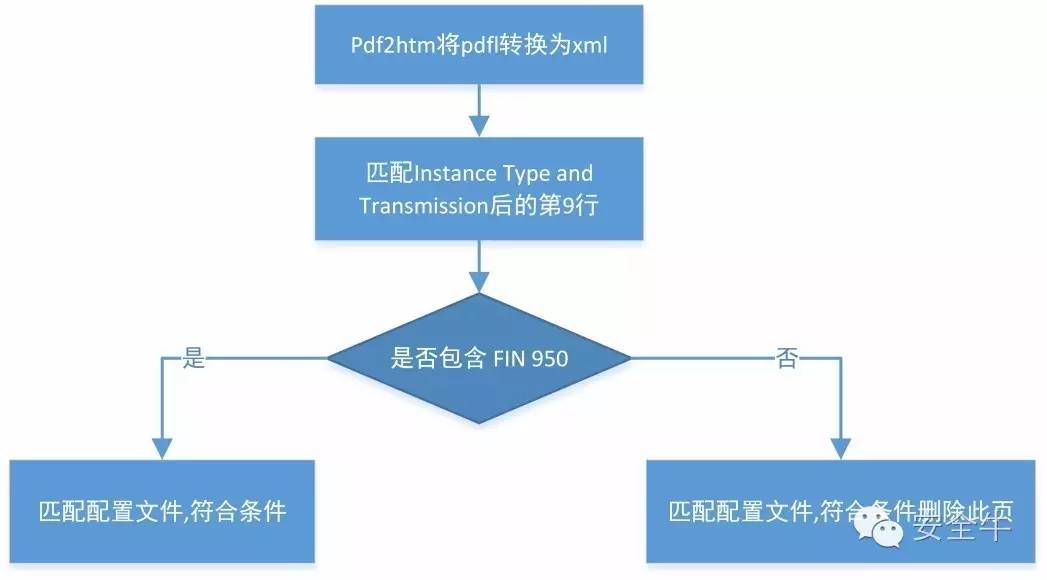 Pdf2htm将pdfl转换为xml
匹配Instance Type and
Transmission后的第9行
是否包含 FIN 950
是
否
匹配配置文件,符合条件
匹配配置文件,符合条件删除此页
安全牛